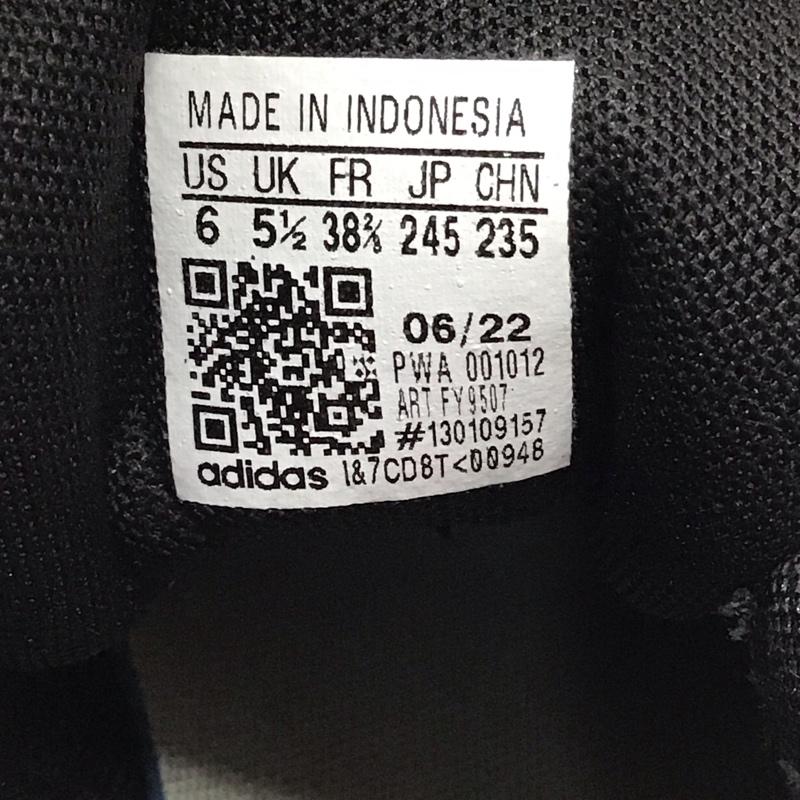 MADE IN INDONESIA
US UK FR JP CHN
6 5½ 38⅔ 245 235
06/22
PWA 001012
ART FY9507
#130109157
adidas 1&7CD8T<00948